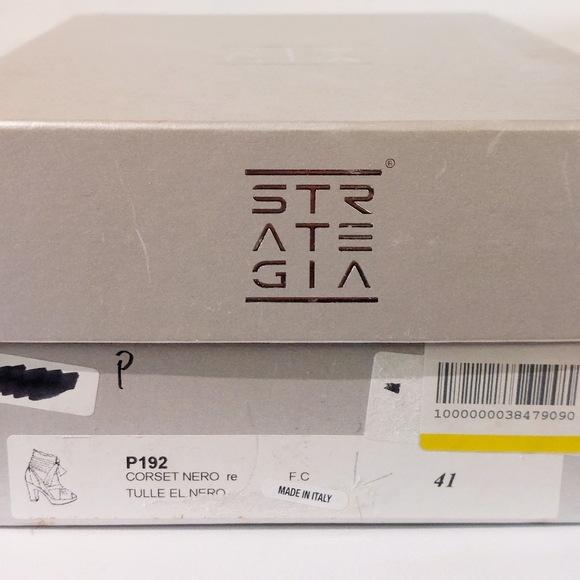 ®
STR
ATE
GIA
P
1000000038479090
P192
CORSET NERO re
F.C
41
TULLE EL NERO
MADE IN ITALY